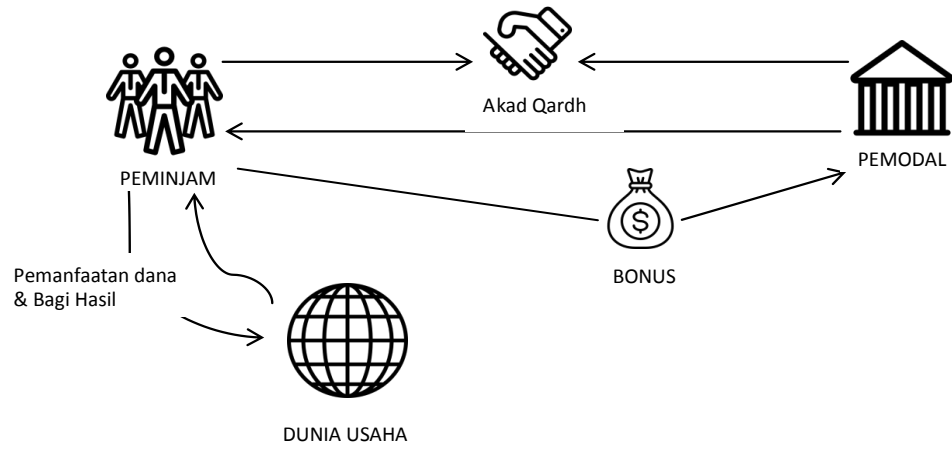 Akad Qardh
PEMINJAM
PEMODAL
Pemanfaatan dana
& Bagi Hasil
$
BONUS
DUNIA USAHA